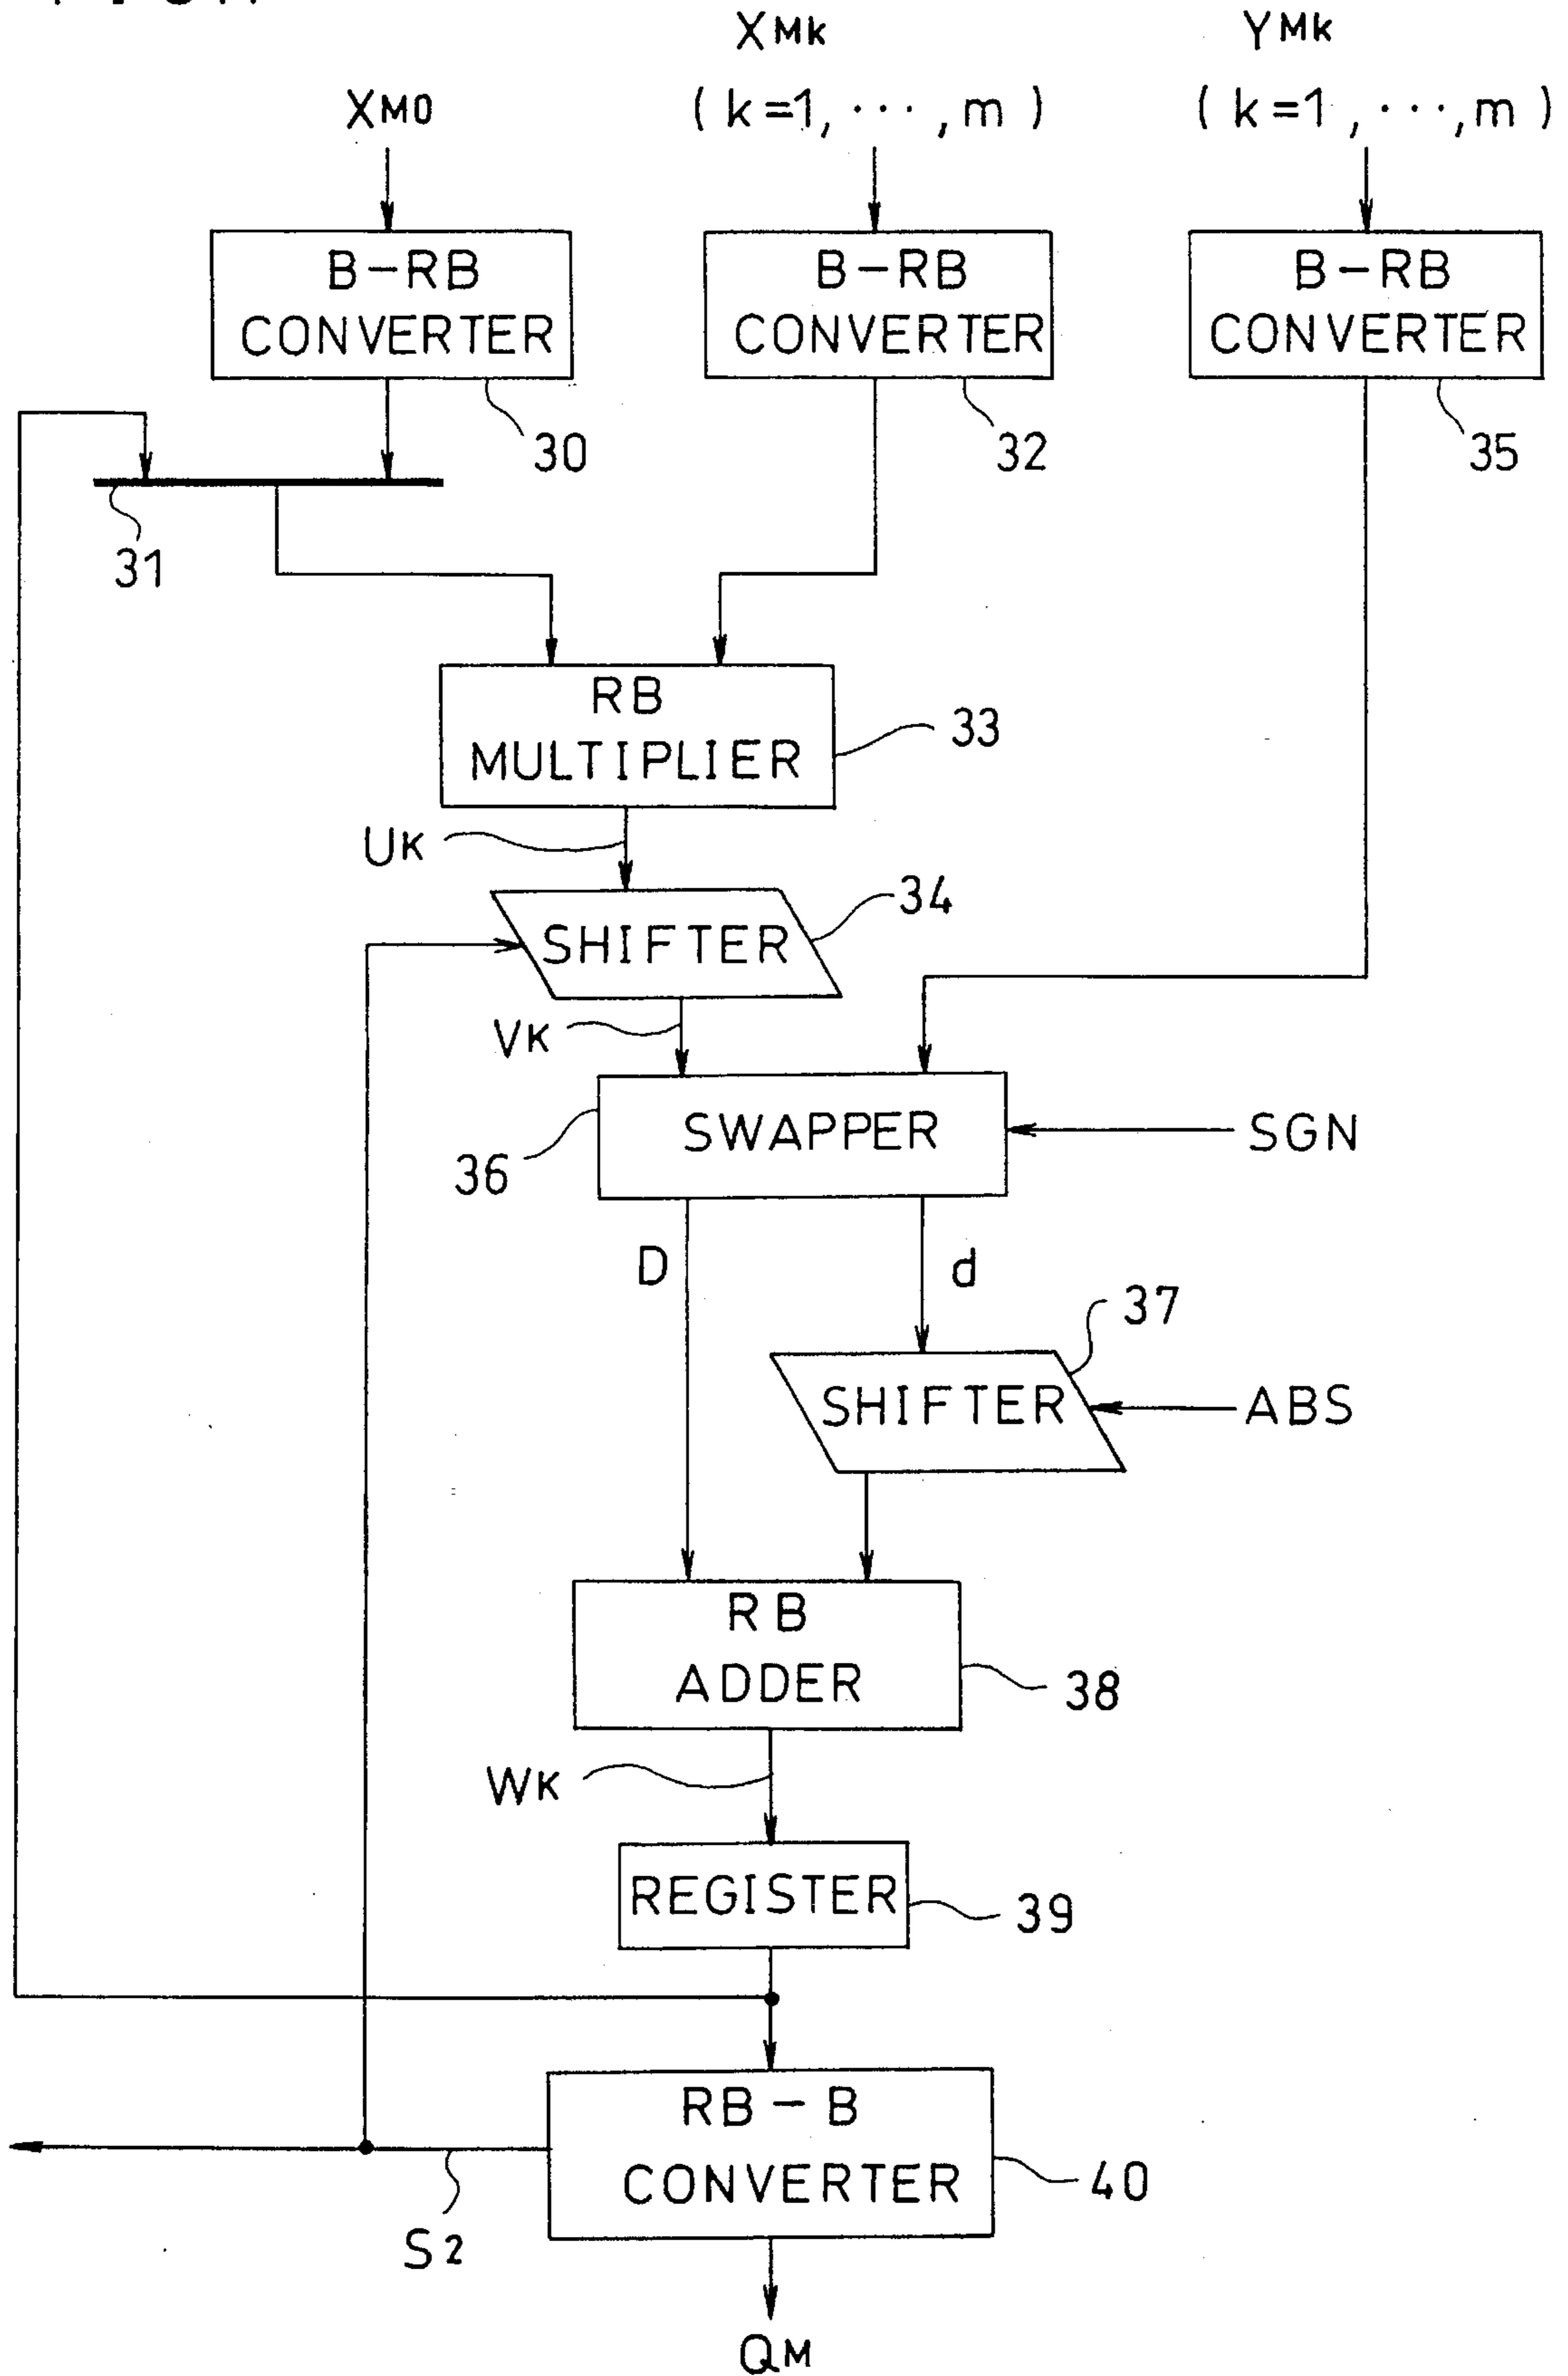 XM0
XMk
(k=1,···,m)
YMk
(k=1,···,m)
B-RB
CONVERTER
B-RB
CONVERTER
B-RB
CONVERTER
30
32
35
31
RB
MULTIPLIER
33
UK
34
SHIFTER
VK
SWAPPER
SGN
36
D
d
37
SHIFTER
ABS
RB
ADDER
38
WK
REGISTER
39
RB-B
CONVERTER
40
S2
QM